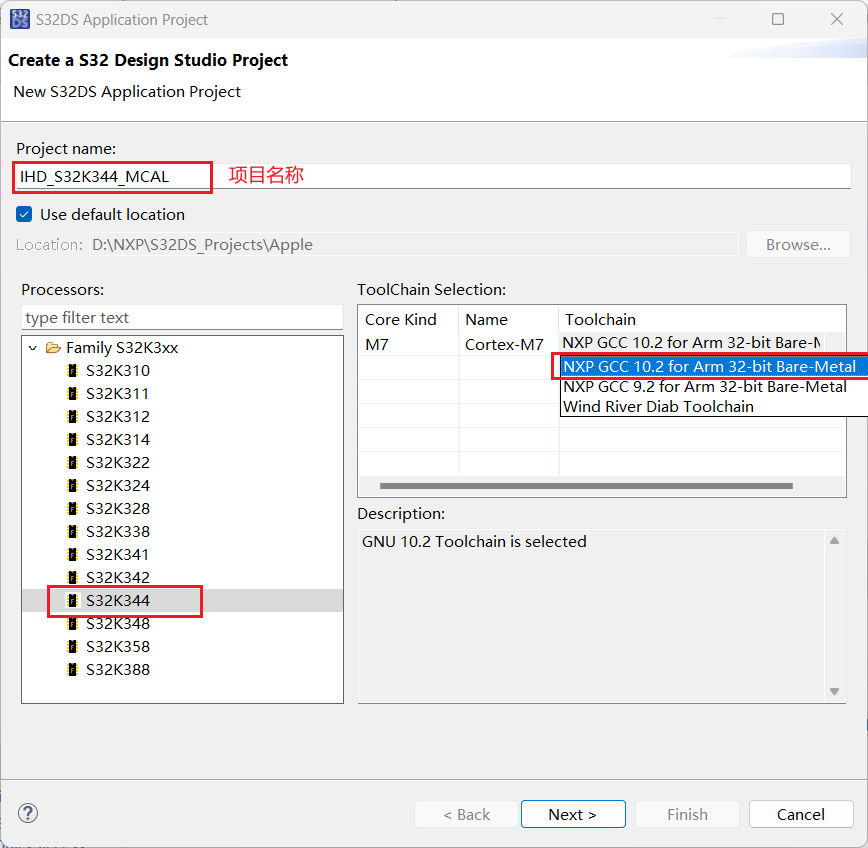 S32DS Application Project
Create a S32 Design Studio Project
New S32DS Application Project
Project name:
IHD_S32K344_MCAL
项目名称
Use default location
Location: D:\NXP\S32DS_Projects\Apple Browse...
Processors:
type filter text
Family S32K3xx
S32K310
S32K311
S32K312
S32K314
S32K322
S32K324
S32K328
S32K338
S32K341
S32K342
S32K344
S32K348
S32K358
S32K388
ToolChain Selection:
Core Kind Name Toolchain
M7 Cortex-M7 NXP GCC 10.2 for Arm 32-bit Bare-M
NXP GCC 10.2 for Arm 32-bit Bare-Metal
NXP GCC 9.2 for Arm 32-bit Bare-Metal
Wind River Diab Toolchain
Description:
GNU 10.2 Toolchain is selected
< Back Next > Finish Cancel